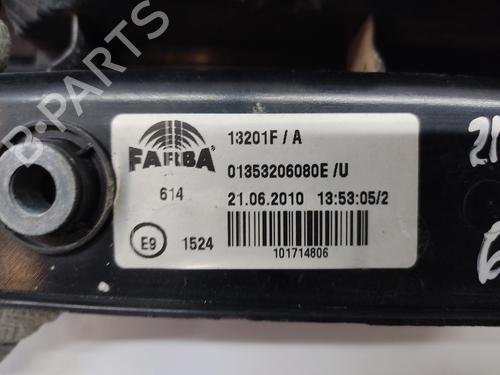 13201F / A
FARBA
01353206080E /U
614
21.06.2010 13:53:05/2
E9 1524
101714806
B-PARTS